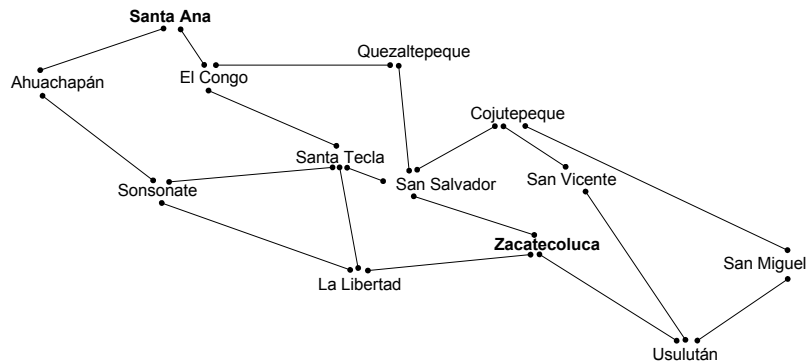 Santa Ana
Quezaltepeque
Ahuachapán
El Congo
Cojutepeque
Santa Tecla
Sonsonate
San Salvador
San Vicente
Zacatecoluca
La Libertad
San Miguel
Usulután